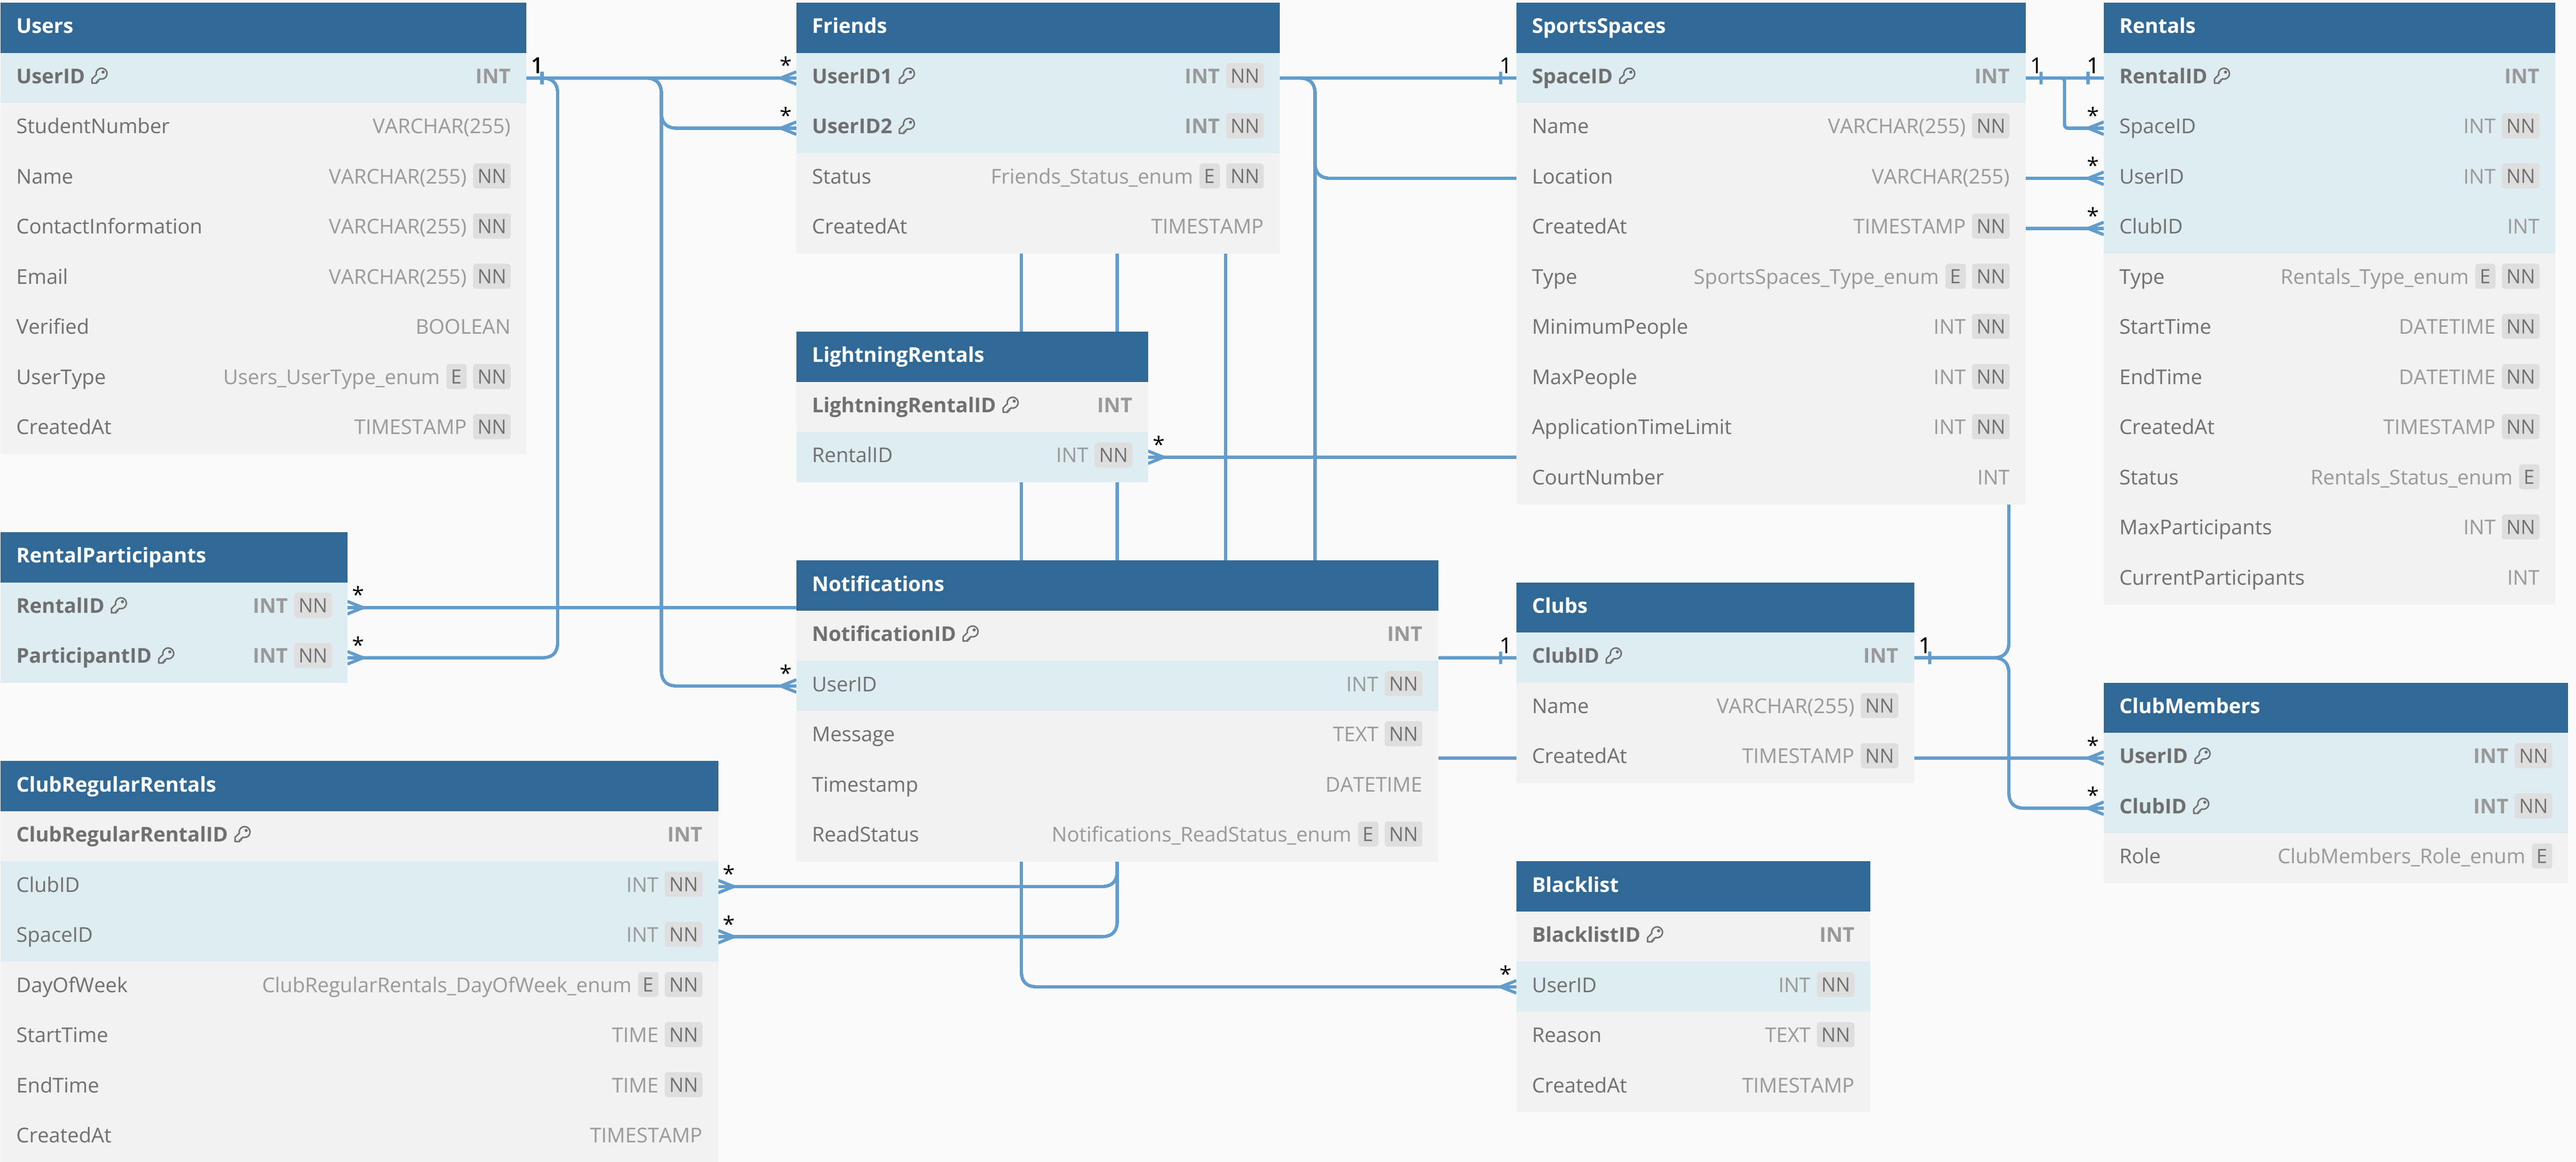 Users
UserID INT
StudentNumber VARCHAR(255)
Name VARCHAR(255) NN
ContactInformation VARCHAR(255) NN
Email VARCHAR(255) NN
Verified BOOLEAN
UserType Users_UserType_enum E NN
CreatedAt TIMESTAMP NN
1
Friends
* UserID1 INT NN
* UserID2 INT NN
Status Friends_Status_enum E NN
CreatedAt TIMESTAMP
SportsSpaces
1 SpaceID INT 1
Name VARCHAR(255) NN
Location VARCHAR(255)
CreatedAt TIMESTAMP NN
Type SportsSpaces_Type_enum E NN
MinimumPeople INT NN
MaxPeople INT NN
ApplicationTimeLimit INT NN
CourtNumber INT
Rentals
1 RentalID INT
* SpaceID INT NN
* UserID INT NN
* ClubID INT
Type Rentals_Type_enum E NN
StartTime DATETIME NN
EndTime DATETIME NN
CreatedAt TIMESTAMP NN
Status Rentals_Status_enum E
MaxParticipants INT NN
CurrentParticipants INT
LightningRentals
LightningRentalID INT
RentalID INT NN *
RentalParticipants
RentalID INT NN *
ParticipantID INT NN *
Notifications
NotificationID INT
* UserID INT NN
Message TEXT NN
Timestamp DATETIME
ReadStatus Notifications_ReadStatus_enum E NN
Clubs
1 ClubID INT 1
Name VARCHAR(255) NN
CreatedAt TIMESTAMP NN
ClubMembers
* UserID INT NN
* ClubID INT NN
Role ClubMembers_Role_enum E
ClubRegularRentals
ClubRegularRentalID INT
ClubID INT NN *
SpaceID INT NN *
DayOfWeek ClubRegularRentals_DayOfWeek_enum E NN
StartTime TIME NN
EndTime TIME NN
CreatedAt TIMESTAMP
Blacklist
BlacklistID INT
* UserID INT NN
Reason TEXT NN
CreatedAt TIMESTAMP